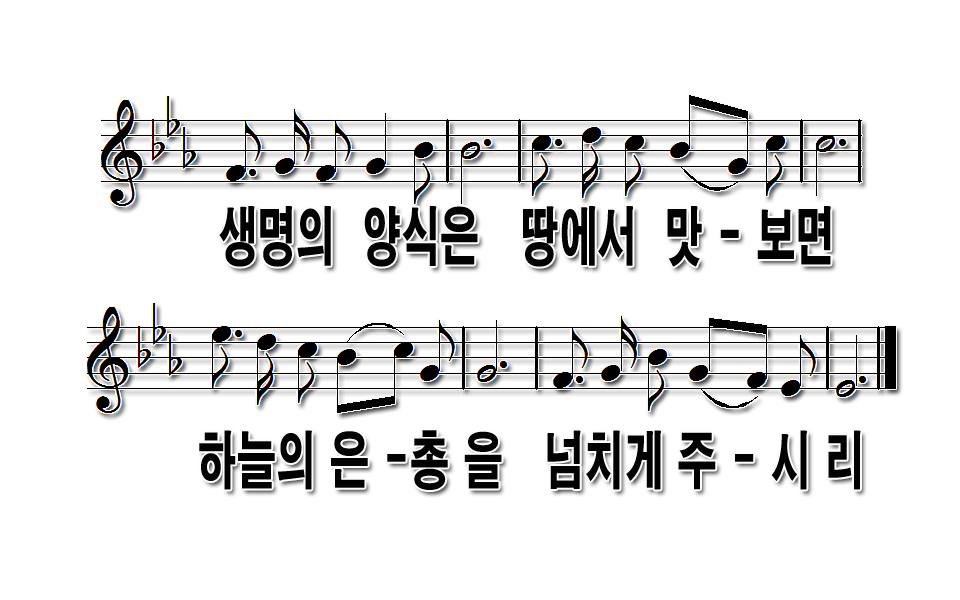 생명의 양식은 땅에서 맛 - 보면
하늘의 은 - 총 을 넘치게 주 - 시 리